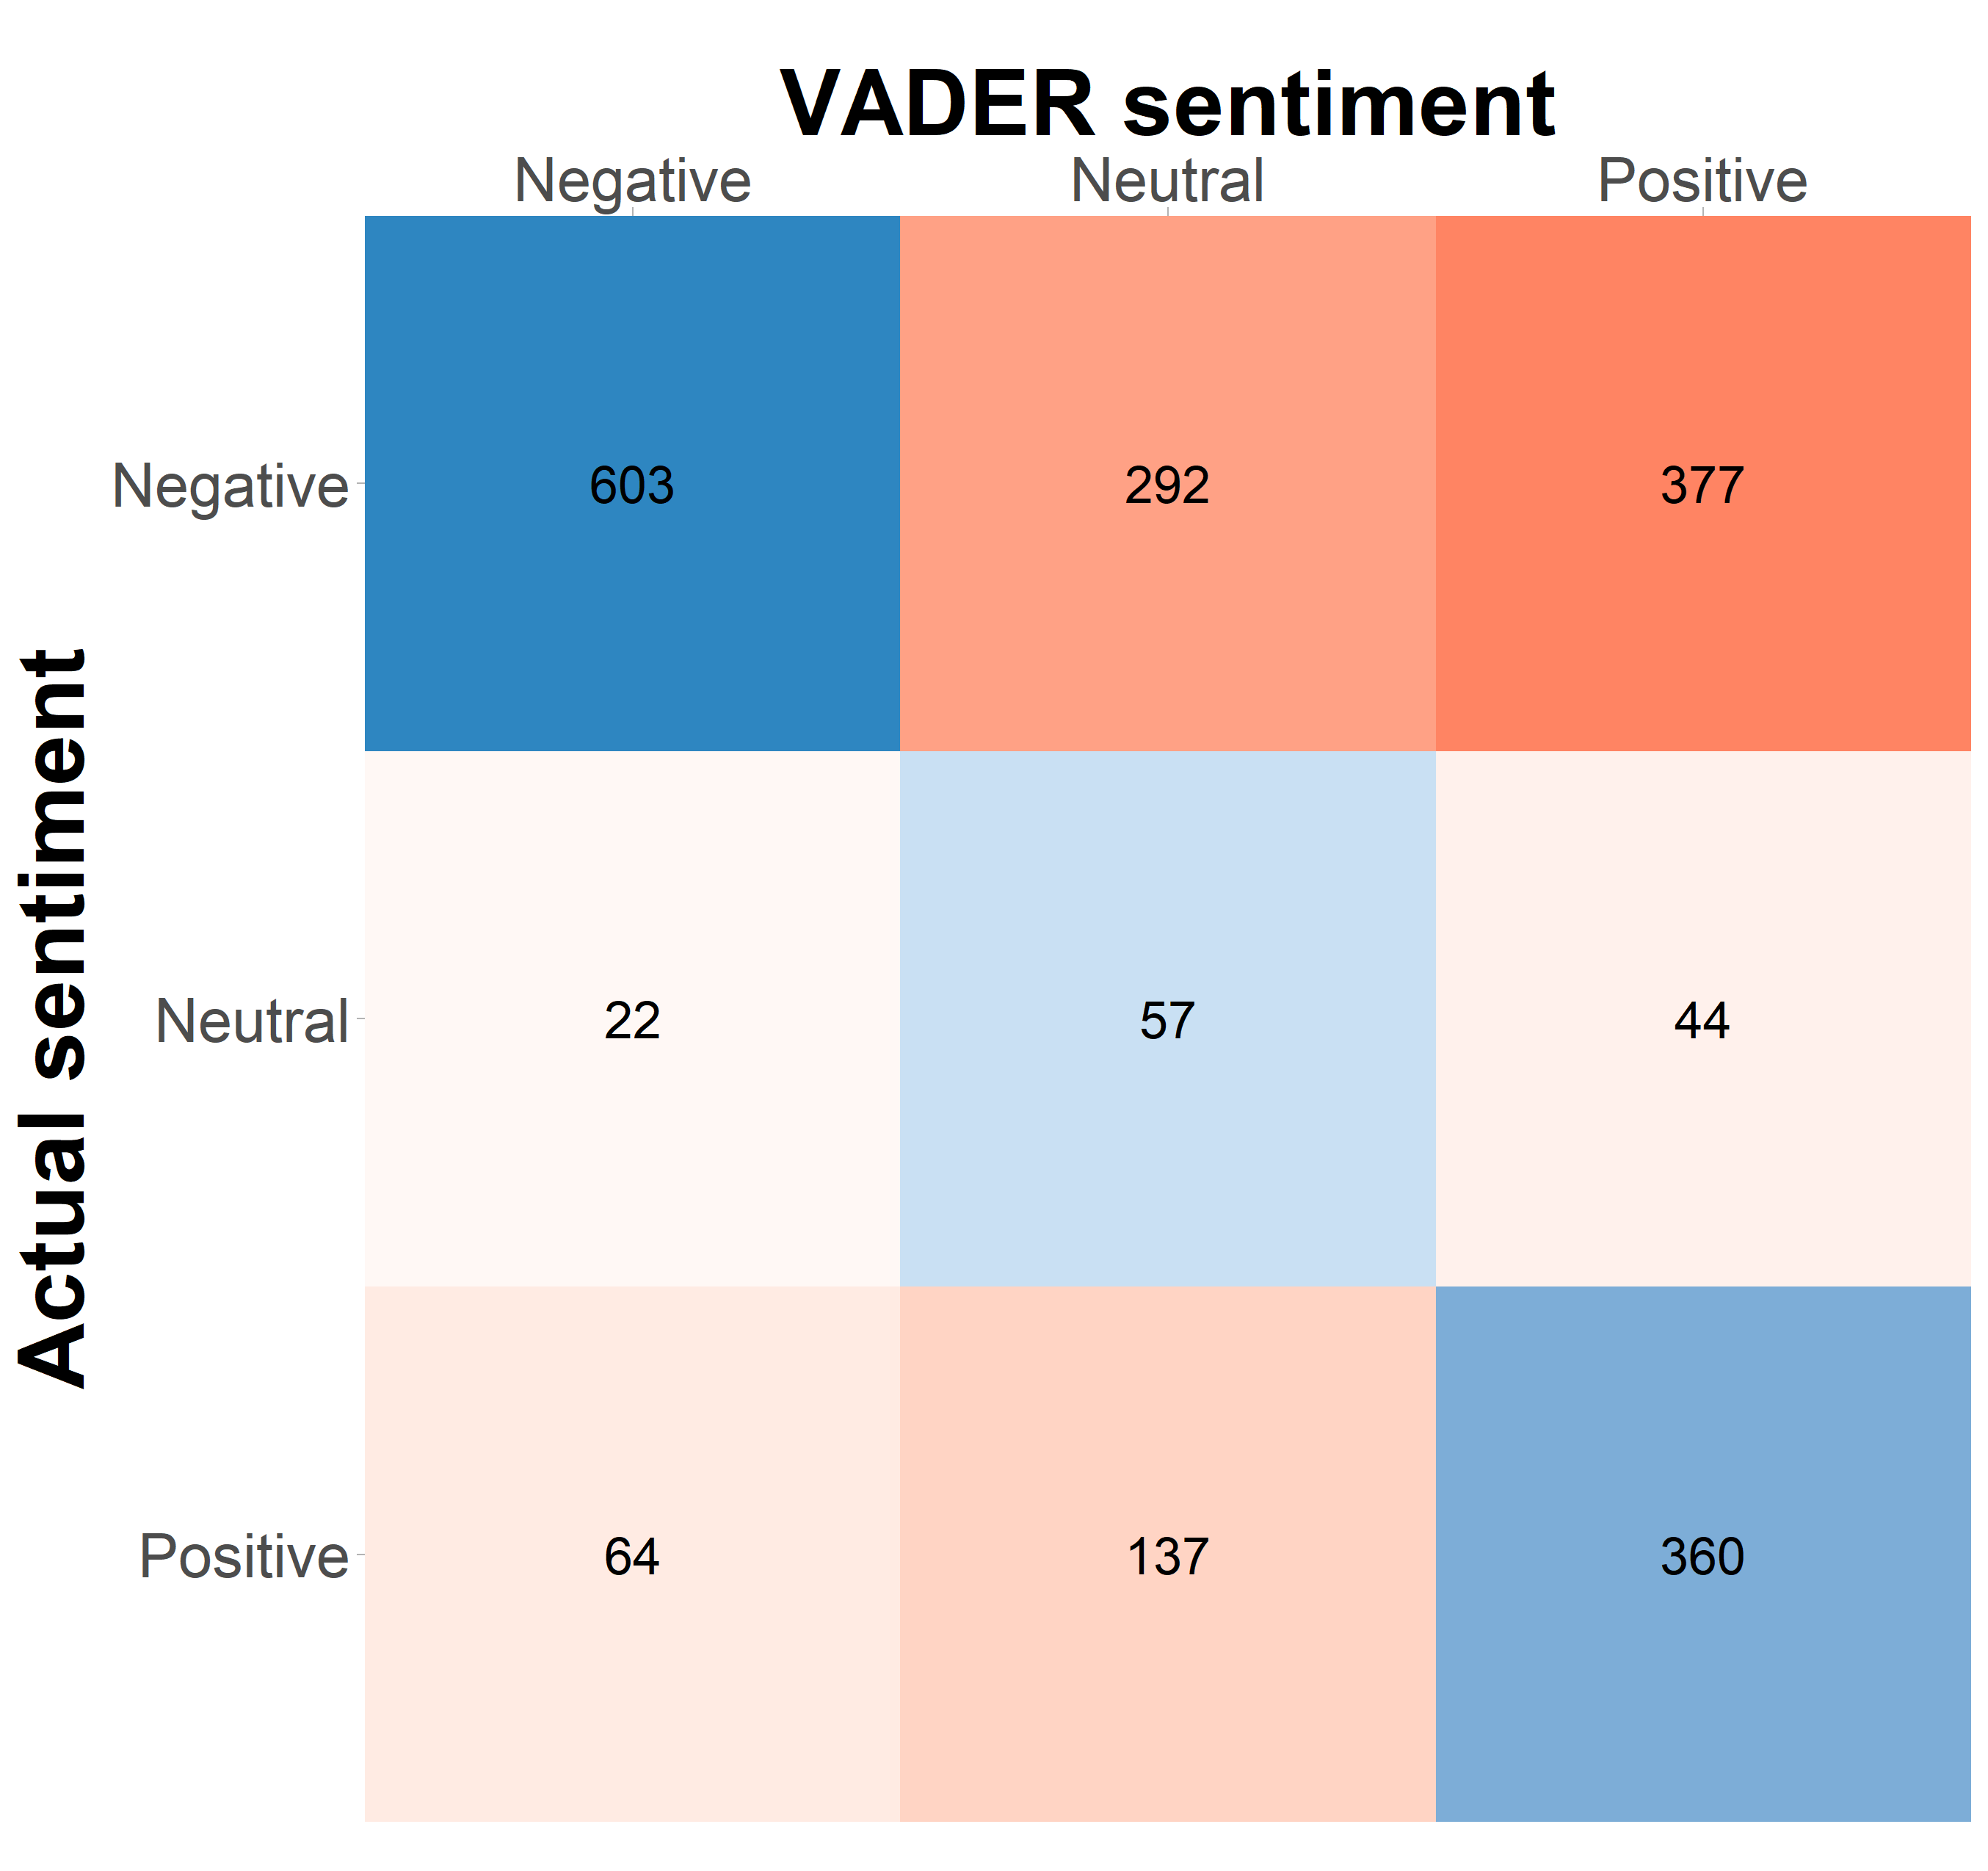 VADER sentiment
Negative Neutral Positive
Actual sentiment
Negative 603 292 377
Neutral 22 57 44
Positive 64 137 360